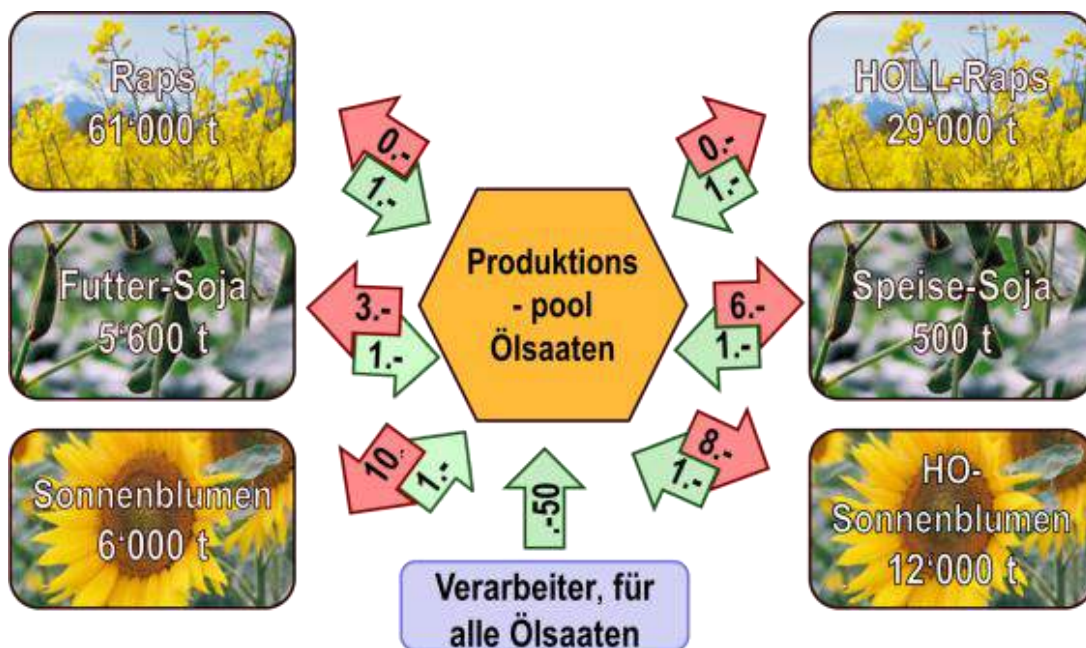 Raps
61‘000 t
HOLL-Raps
29‘000 t
0.-
1.-
0.-
1.-
Produktions
- pool
Ölsaaten
Futter-Soja
5‘600 t
3.-
1.-
6.-
1.-
Speise-Soja
500 t
Sonnenblumen
6‘000 t
10.-
1.-
.-50
8.-
1.-
HO-
Sonnenblumen
12‘000 t
Verarbeiter, für
alle Ölsaaten